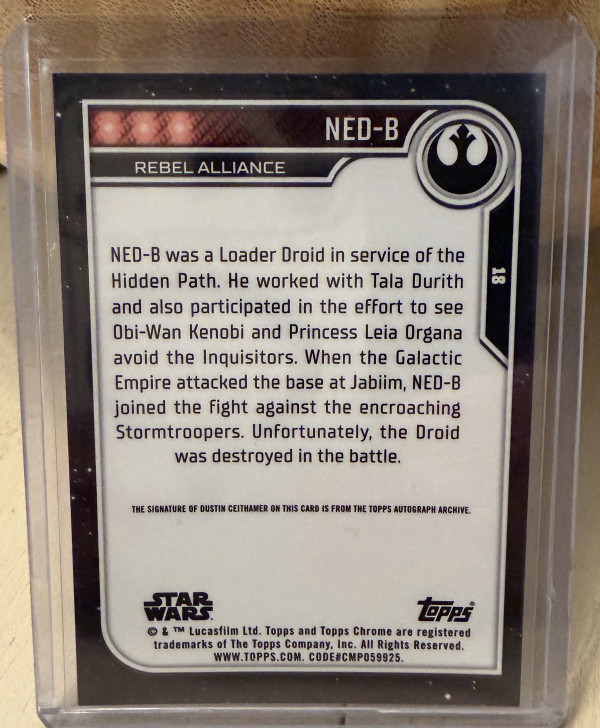 NED-B
REBEL ALLIANCE
18
NED-B was a Loader Droid in service of the
Hidden Path. He worked with Tala Durith
and also participated in the effort to see
Obi-Wan Kenobi and Princess Leia Organa
avoid the Inquisitors. When the Galactic
Empire attacked the base at Jabiim, NED-B
joined the fight against the encroaching
Stormtroopers. Unfortunately, the Droid
was destroyed in the battle.
THE SIGNATURE OF DUSTIN CEITHAMER ON THIS CARD IS FROM THE TOPPS AUTOGRAPH ARCHIVE.
STAR
WARS.
Topps®
© & ™ Lucasfilm Ltd. Topps and Topps Chrome are registered
trademarks of The Topps Company, Inc. All Rights Reserved.
WWW.TOPPS.COM. CODE#CMP059925.